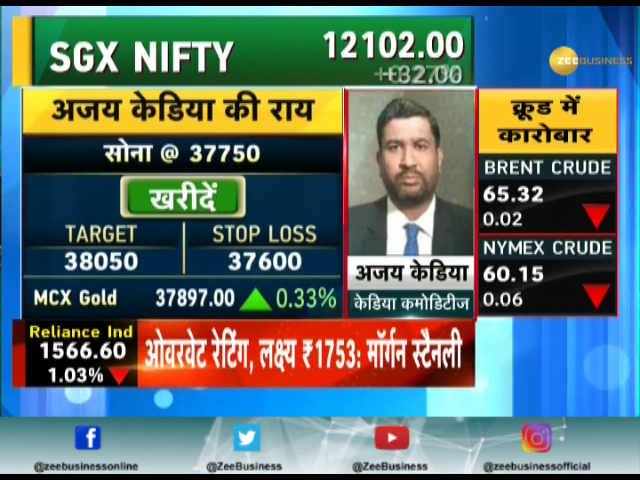 SGX NIFTY
12102.00
+32.00
ZEEBUSINESS
अजय केडिया की राय
सोना @ 37750
खरीदें
TARGET
STOP LOSS
38050
37600
MCX Gold 37897.00 0.33%
अजय केडिया
केडिया कमोडिटीज
क्रूड में
कारोबार
BRENT CRUDE
65.32
0.02
NYMEX CRUDE
60.15
0.06
Reliance Ind
1566.60
1.03%
ओवरवेट रेटिंग, लक्ष्य ₹1753: मॉर्गन स्टैनली
@zeebusinessonline
@ZeeBusiness
@ZeeBusiness
@zeebusinessofficial